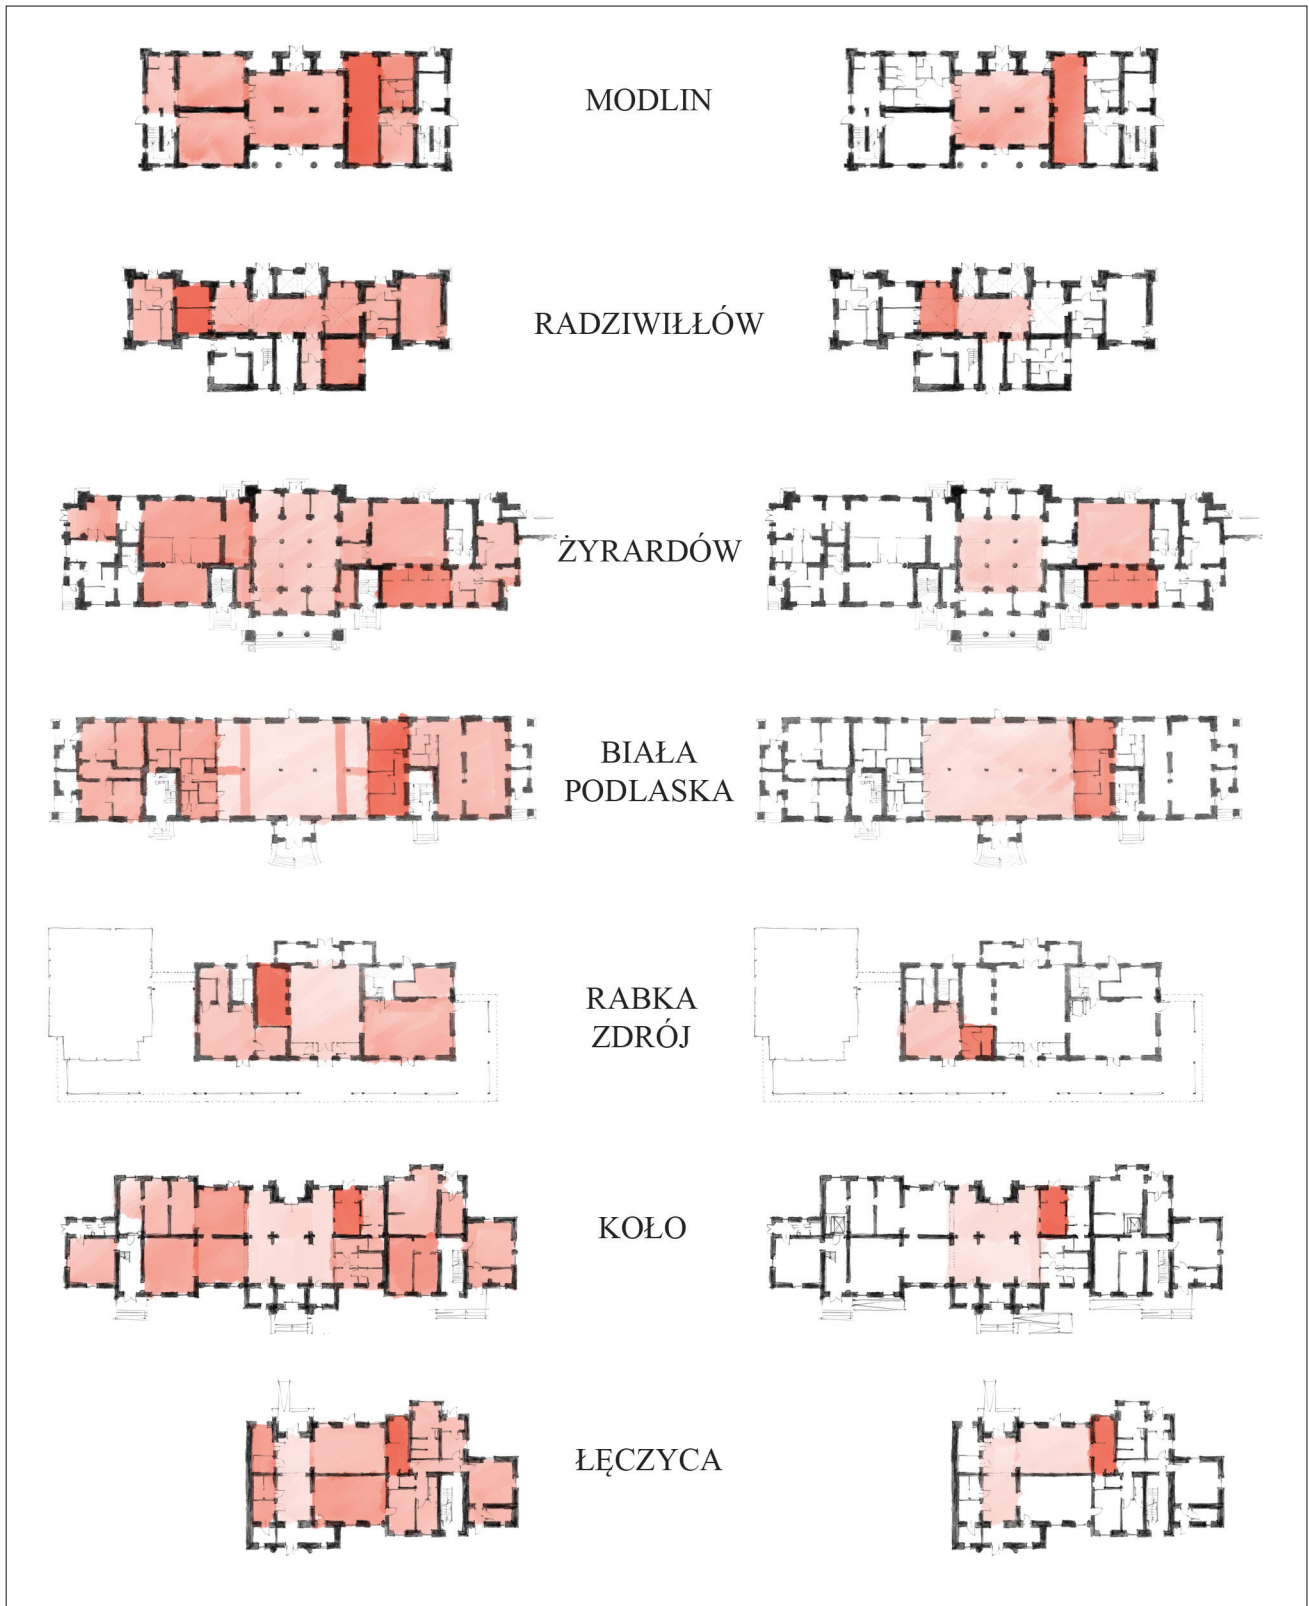 MODLIN
RADZIWIŁŁÓW
ŻYRARDÓW
BIAŁA
PODLASKA
RABKA
ZDRÓJ
KOŁO
ŁĘCZYCA